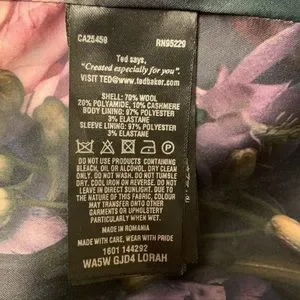 CA25459 RN95229
Ted says,
"Created especially for you".
VISIT TED@tedbaker.com
SHELL: 70% WOOL
20% POLYAMIDE, 10% CASHMERE
BODY LINING: 97% POLYESTER
3% ELASTANE
SLEEVE LINING: 97% POLYESTER
3% ELASTANE
DO NOT USE PRODUCTS CONTAINING
BLEACH, OIL OR ALCOHOL. DRY CLEAN
ONLY. DO NOT WASH. DO NOT TUMBLE
DRY. COOL IRON ON REVERSE. DO NOT
LEAVE IN DIRECT SUNLIGHT. DUE TO
THE NATURE OF THIS FABRIC, COLOUR
MAY TRANSFER ONTO OTHER
GARMENTS OR UPHOLSTERY
PARTICULARLY WHEN WET.
MADE IN ROMANIA
MADE WITH CARE, WEAR WITH PRIDE
1601 144292
WA5W GJD4 LORAH